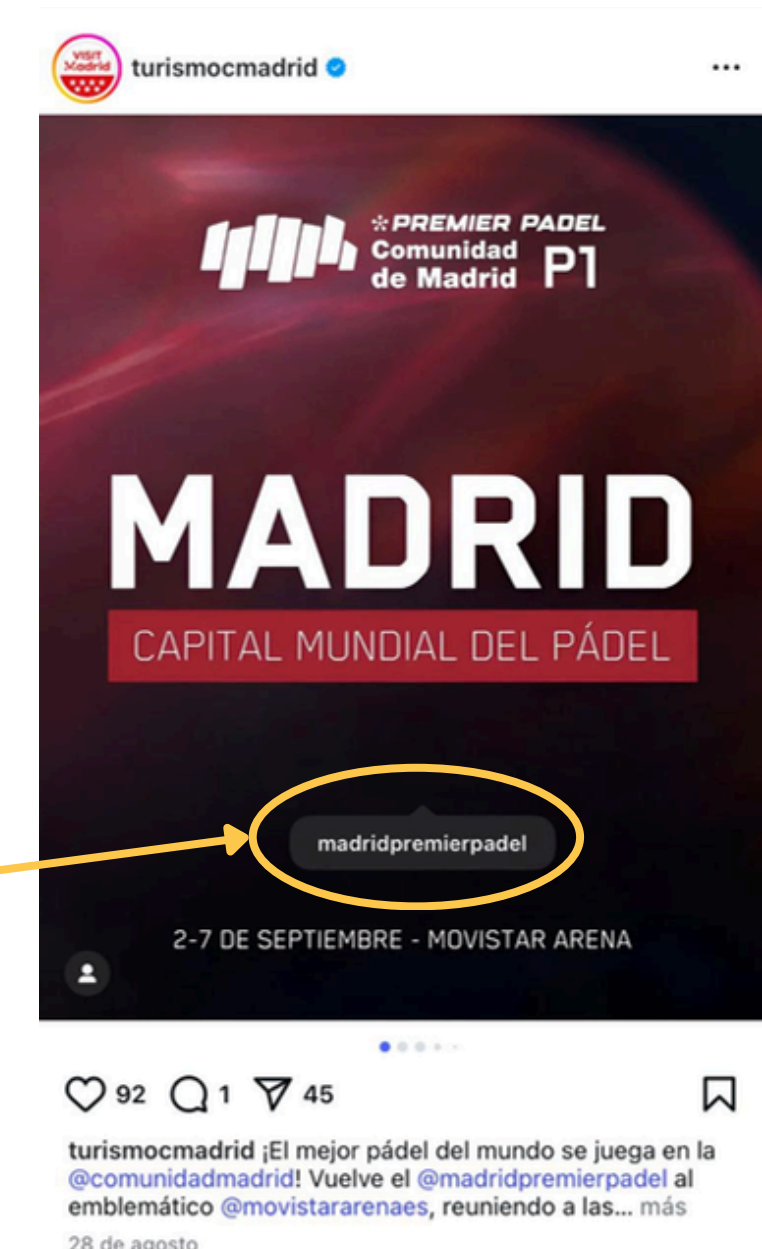 VISIT
Madrid
turismocmadrid
PREMIER PADEL
Comunidad
de Madrid
P1
MADRID
CAPITAL MUNDIAL DEL PÁDEL
madridpremierpadel
2-7 DE SEPTIEMBRE - MOVISTAR ARENA
92 1 45
turismocmadrid ¡El mejor pádel del mundo se juega en la
@comunidadmadrid! Vuelve el @madridpremierpadel al
emblemático @movistararenaes, reuniendo a las... más
28 de agosto